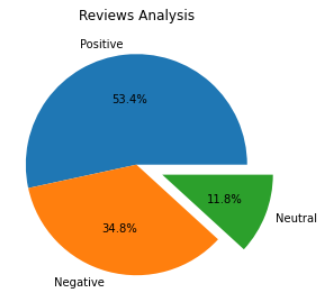 Reviews Analysis
Positive
53.4%
11.8%
Neutral
34.8%
Negative